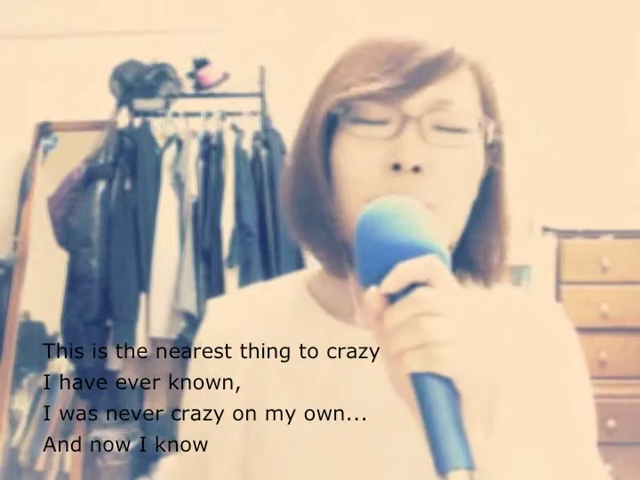 This is the nearest thing to crazy
I have ever known,
I was never crazy on my own...
And now I know